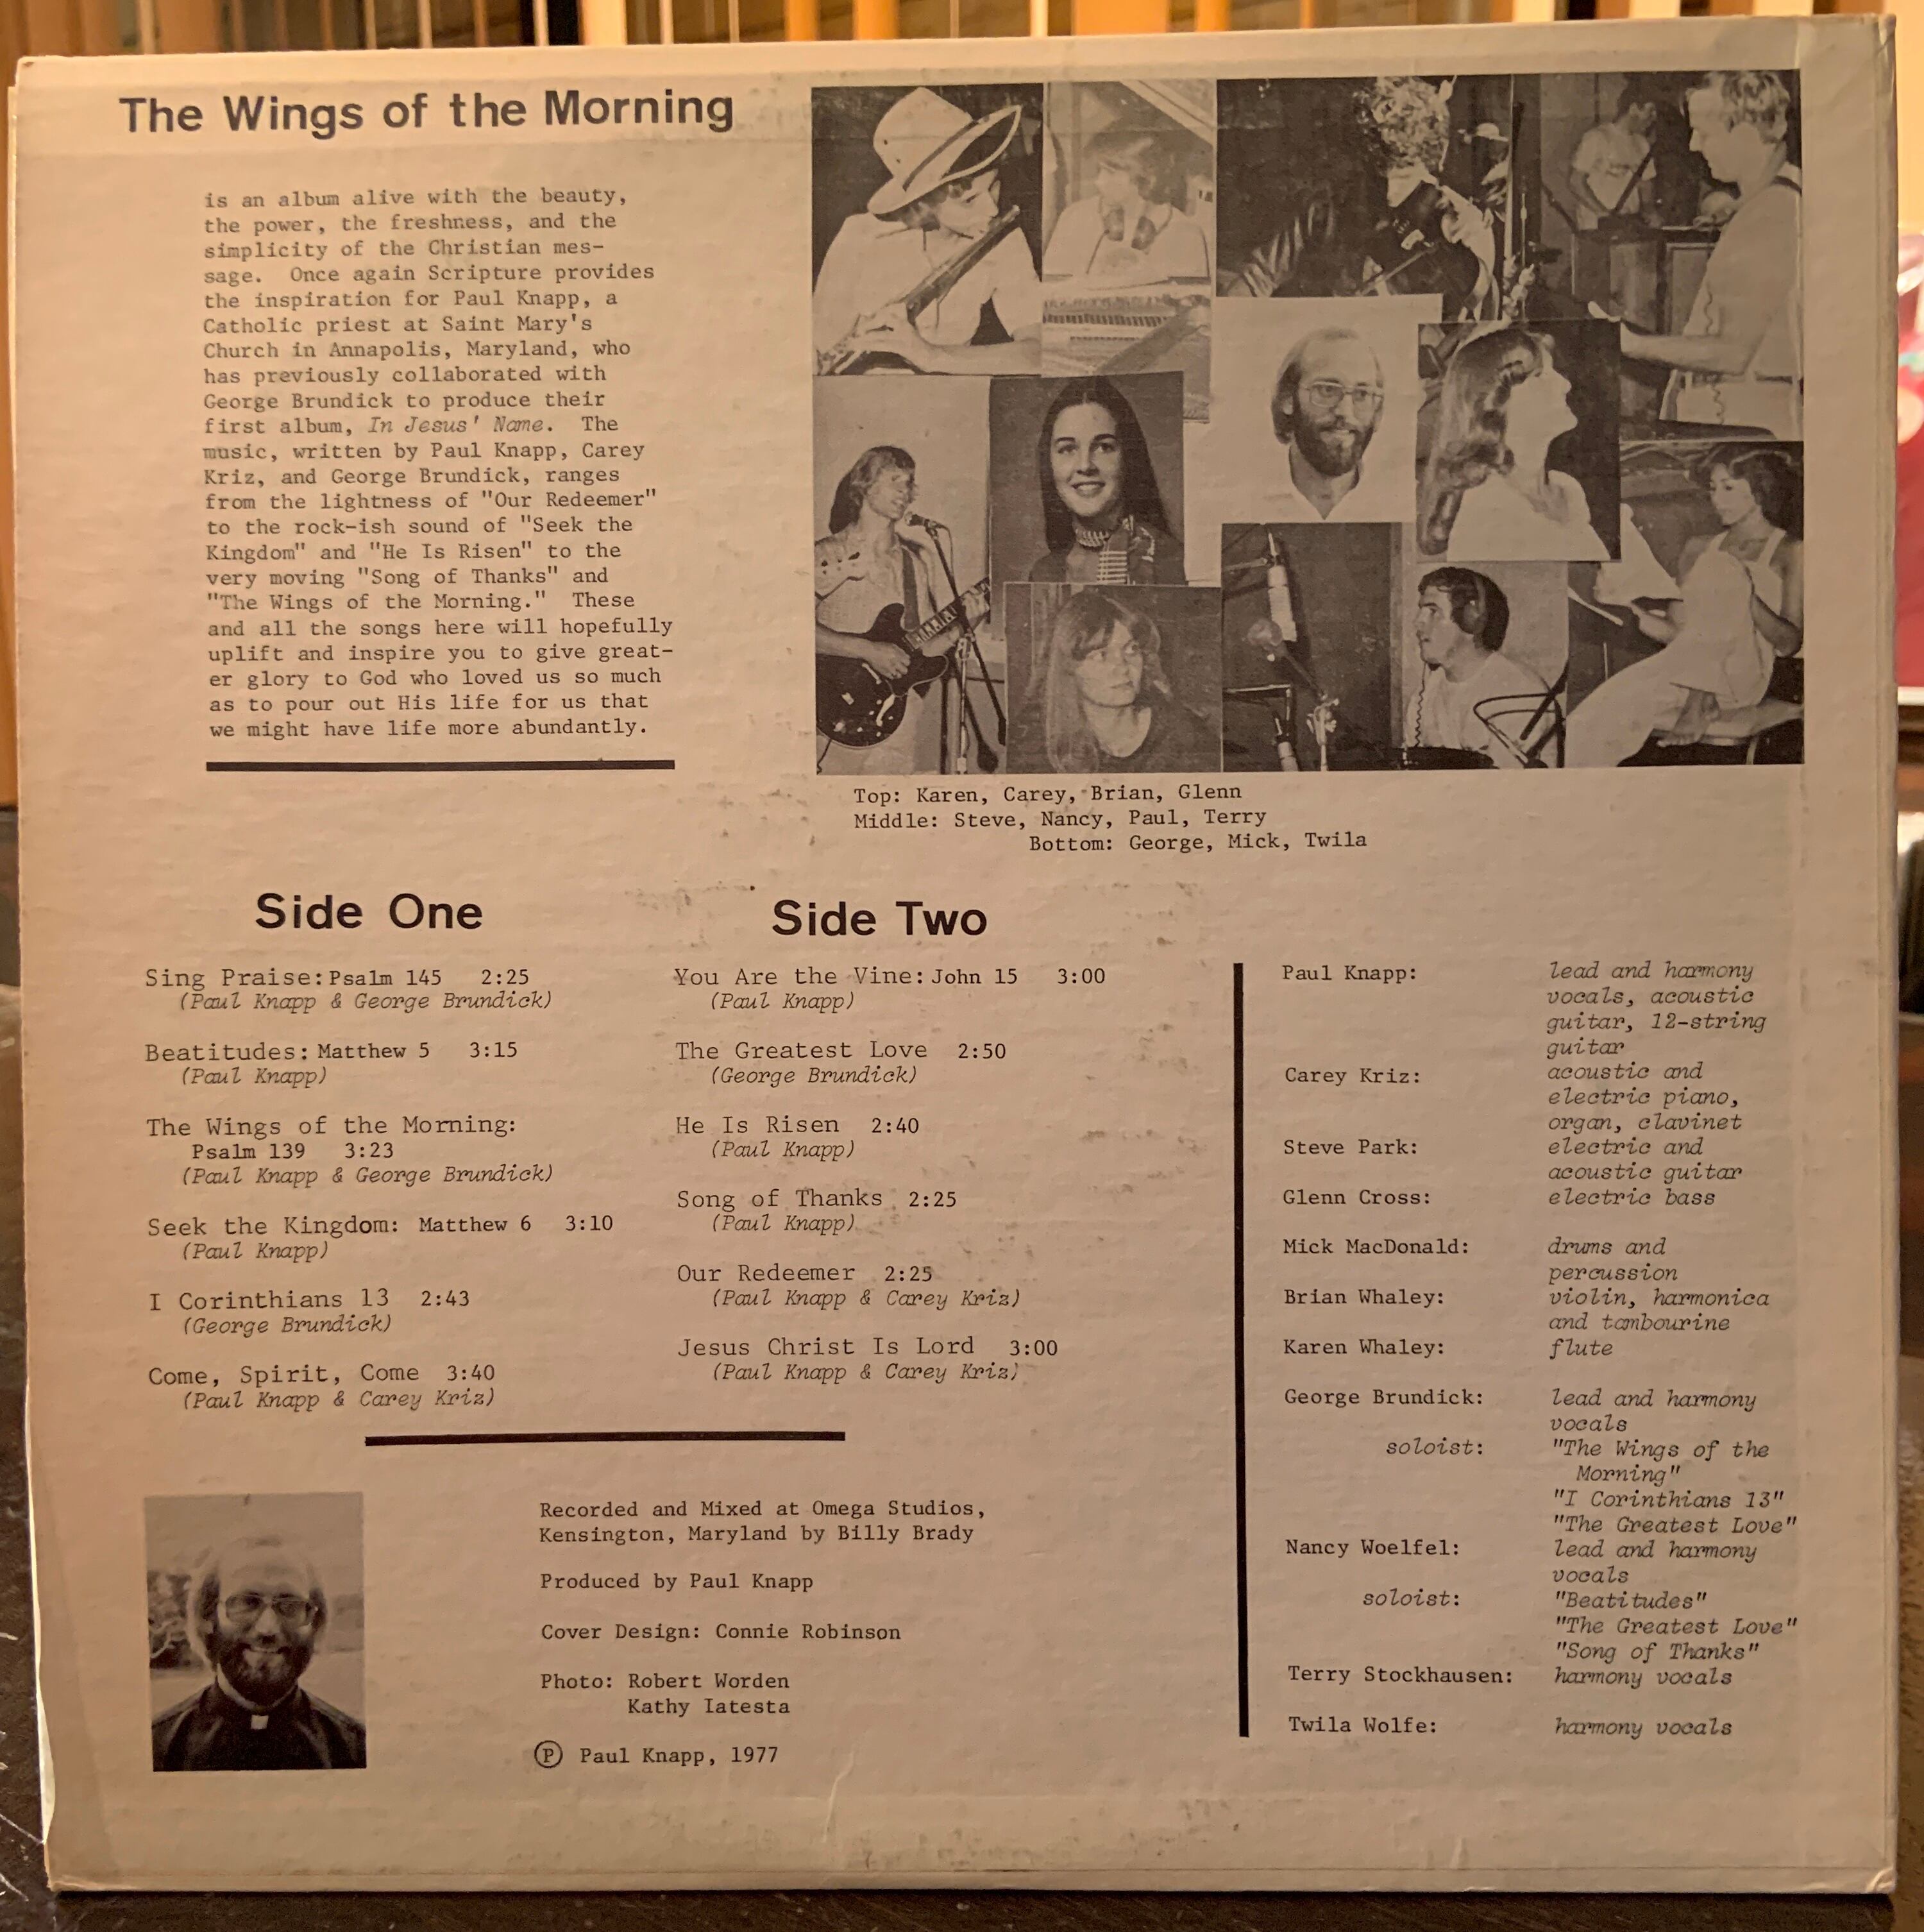 The Wings of the Morning
is an album alive with the beauty,
the power, the freshness, and the
simplicity of the Christian mes-
sage. Once again Scripture provides
the inspiration for Paul Knapp, a
Catholic priest at Saint Mary's
Church in Annapolis, Maryland, who
has previously collaborated with
George Brundick to produce their
first album, In Jesus' Name. The
music, written by Paul Knapp, Carey
Kriz, and George Brundick, ranges
from the lightness of "Our Redeemer"
to the rock-ish sound of "Seek the
Kingdom" and "He Is Risen" to the
very moving "Song of Thanks" and
"The Wings of the Morning." These
and all the songs here will hopefully
uplift and inspire you to give great-
er glory to God who loved us so much
as to pour out His life for us that
we might have life more abundantly.
Top: Karen, Carey, Brian, Glenn
Middle: Steve, Nancy, Paul, Terry
Bottom: George, Mick, Twila
Side One
Sing Praise: Psalm 145 2:25
(Paul Knapp & George Brundick)
Beatitudes: Matthew 5 3:15
(Paul Knapp)
The Wings of the Morning:
Psalm 139 3:23
(Paul Knapp & George Brundick)
Seek the Kingdom: Matthew 6 3:10
(Paul Knapp)
I Corinthians 13 2:43
(George Brundick)
Come, Spirit, Come 3:40
(Paul Knapp & Carey Kriz)
Side Two
You Are the Vine: John 15 3:00
(Paul Knapp)
The Greatest Love 2:50
(George Brundick)
He Is Risen 2:40
(Paul Knapp)
Song of Thanks 2:25
(Paul Knapp)
Our Redeemer 2:25
(Paul Knapp & Carey Kriz)
Jesus Christ Is Lord 3:00
(Paul Knapp & Carey Kriz)
Recorded and Mixed at Omega Studios,
Kensington, Maryland by Billy Brady
Produced by Paul Knapp
Cover Design: Connie Robinson
Photo: Robert Worden
Kathy Iatesta
Ⓟ Paul Knapp, 1977
Paul Knapp: lead and harmony
vocals, acoustic
guitar, 12-string
guitar
Carey Kriz: acoustic and
electric piano,
organ, clavinet
Steve Park: electric and
acoustic guitar
Glenn Cross: electric bass
Mick MacDonald: drums and
percussion
Brian Whaley: violin, harmonica
and tambourine
Karen Whaley: flute
George Brundick: lead and harmony
vocals
soloist: "The Wings of the
Morning"
"I Corinthians 13"
"The Greatest Love"
Nancy Woelfel: lead and harmony
vocals
soloist: "Beatitudes"
"The Greatest Love"
"Song of Thanks"
Terry Stockhausen: harmony vocals
Twila Wolfe: harmony vocals